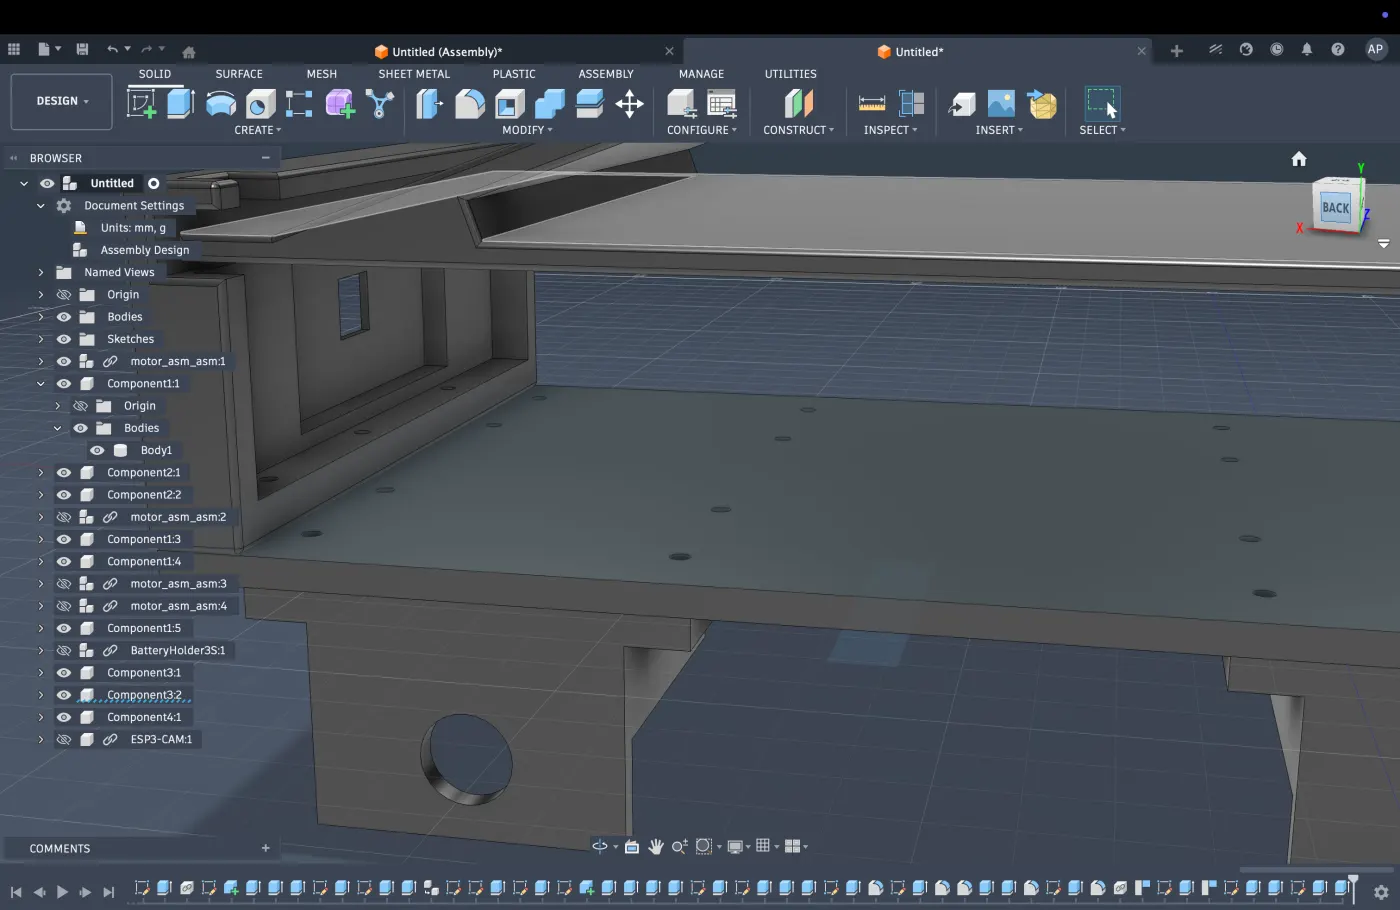 Untitled (Assembly)*
Untitled*
AP
DESIGN
SOLID
SURFACE
MESH
SHEET METAL
PLASTIC
ASSEMBLY
MANAGE
UTILITIES
CREATE
MODIFY
CONFIGURE
CONSTRUCT
INSPECT
INSERT
SELECT
BROWSER
Untitled
Document Settings
Units: mm, g
Assembly Design
Named Views
Origin
Bodies
Sketches
motor_asm_asm:1
Component1:1
Origin
Bodies
Body1
Component2:1
Component2:2
motor_asm_asm:2
Component1:3
Component1:4
motor_asm_asm:3
motor_asm_asm:4
Component1:5
BatteryHolder3S:1
Component3:1
Component3:2
Component4:1
ESP3-CAM:1
Y
BACK
X
Z
COMMENTS